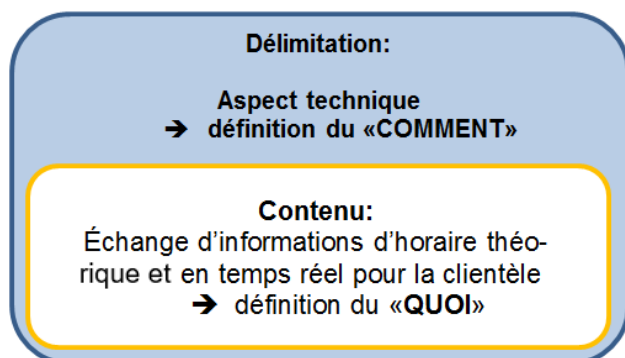 Délimitation:
Aspect technique
➔ définition du «COMMENT»
Contenu:
Échange d’informations d’horaire théo-
rique et en temps réel pour la clientèle
➔ définition du «QUOI»